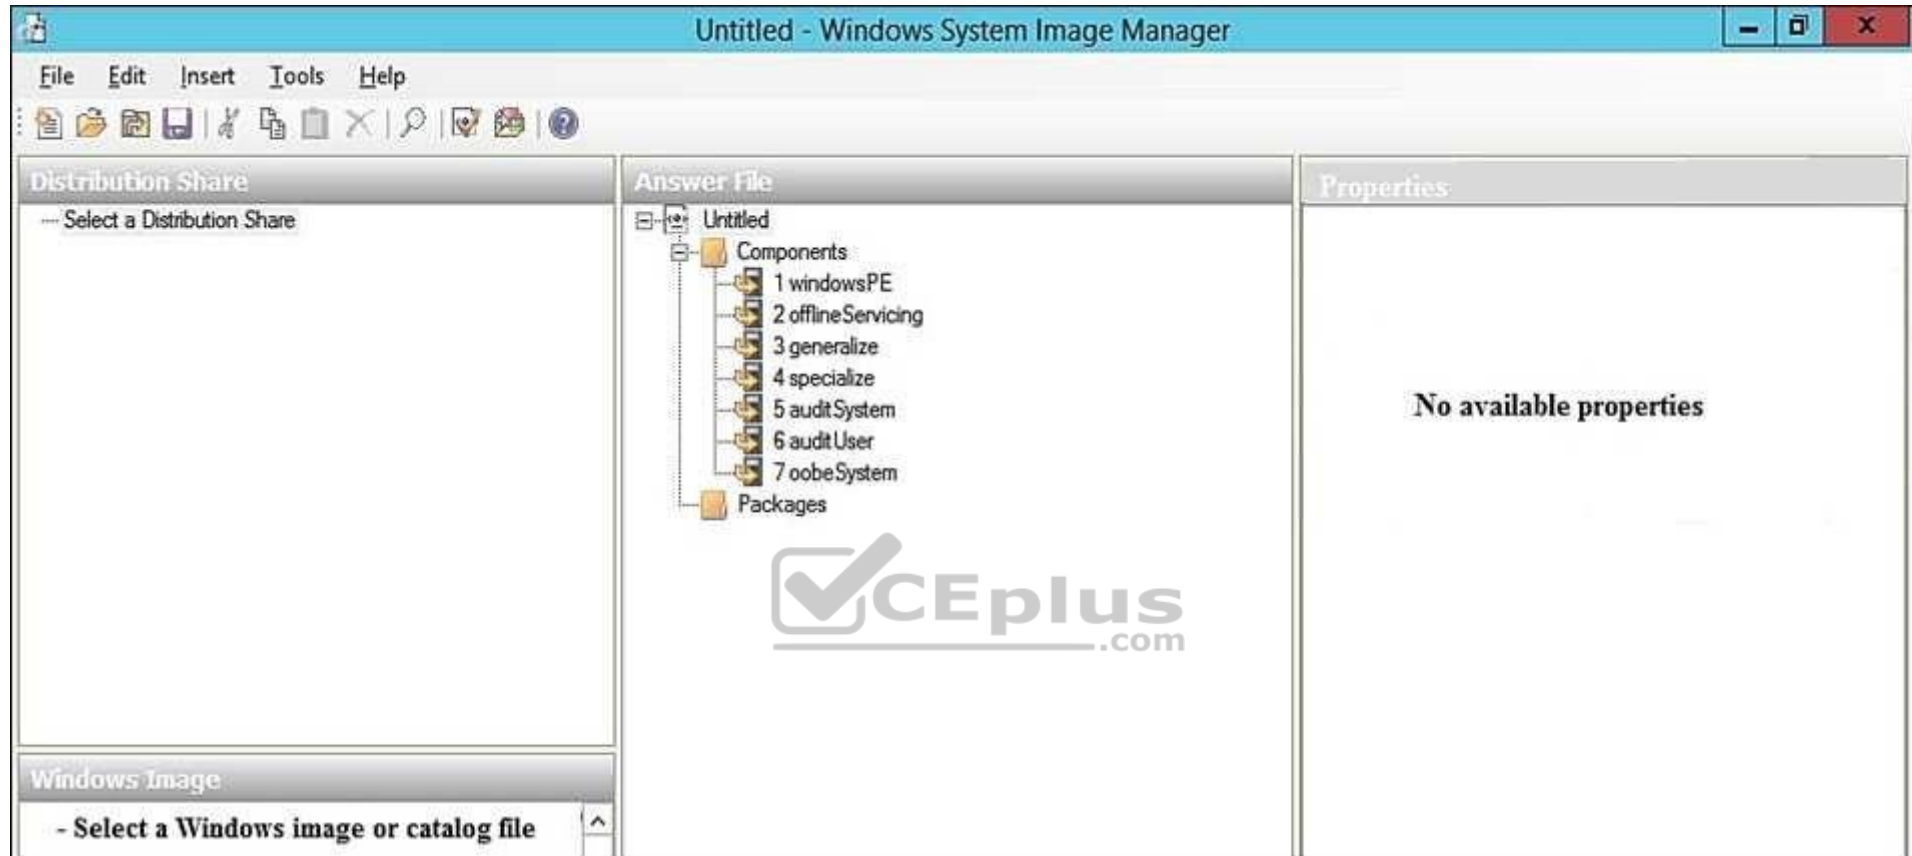 Untitled - Windows System Image Manager
File Edit Insert Tools Help
Distribution Share
Select a Distribution Share
Answer File
Untitled
Components
1 windowsPE
2 offlineServicing
3 generalize
4 specialize
5 auditSystem
6 auditUser
7 oobeSystem
Packages
Properties
No available properties
CEplus
.com
Windows Image
- Select a Windows image or catalog file